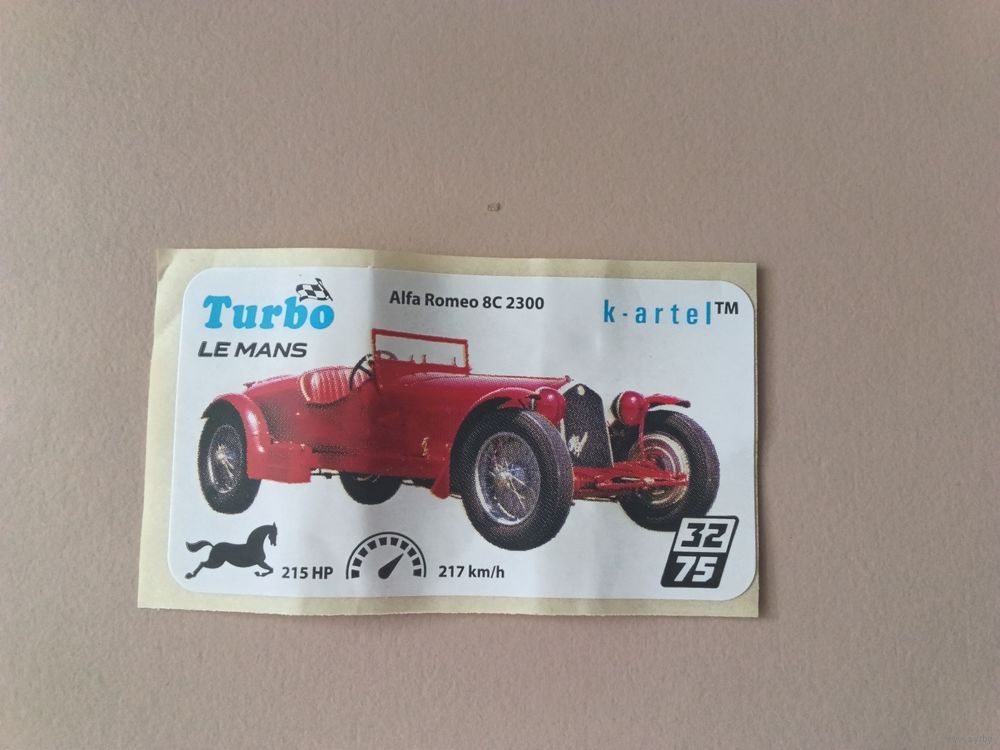 Turbo
LE MANS
Alfa Romeo 8C 2300
k-artel™
215 HP
217 km/h
32
75